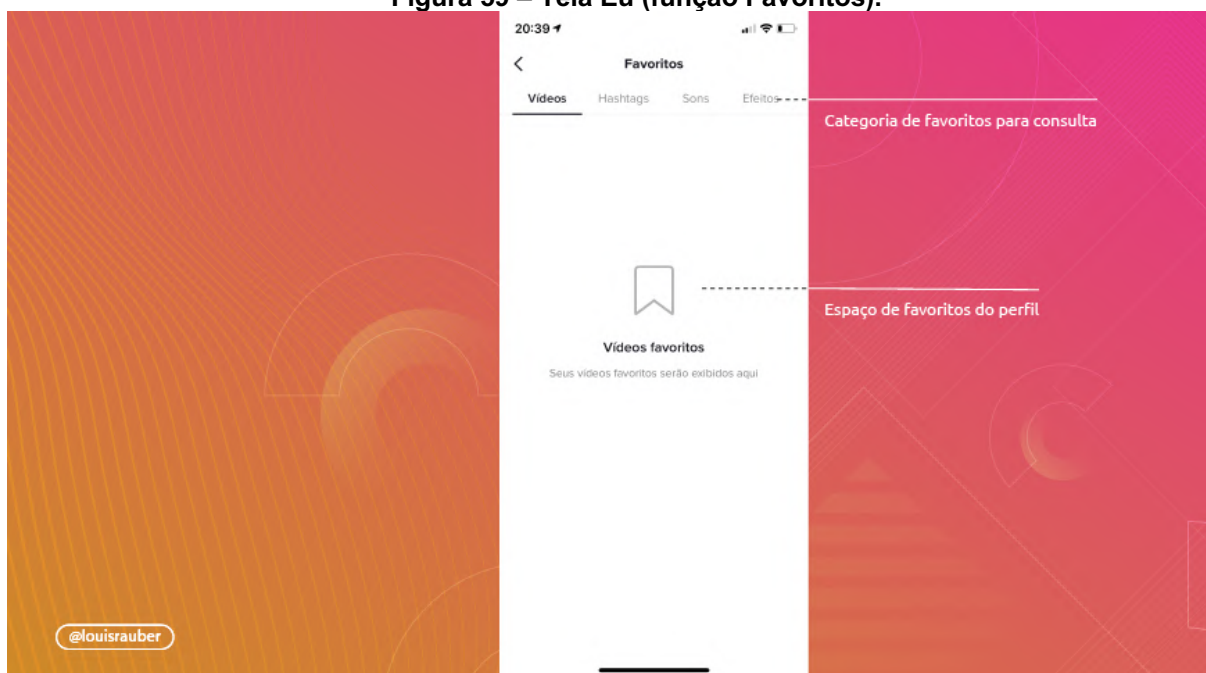 Figura 39 – Tela Eu (função Favoritos).
20:39
Favoritos
Vídeos Hashtags Sons Efeitos
Categoria de favoritos para consulta
Espaço de favoritos do perfil
Vídeos favoritos
Seus vídeos favoritos serão exibidos aqui
@louisrauber